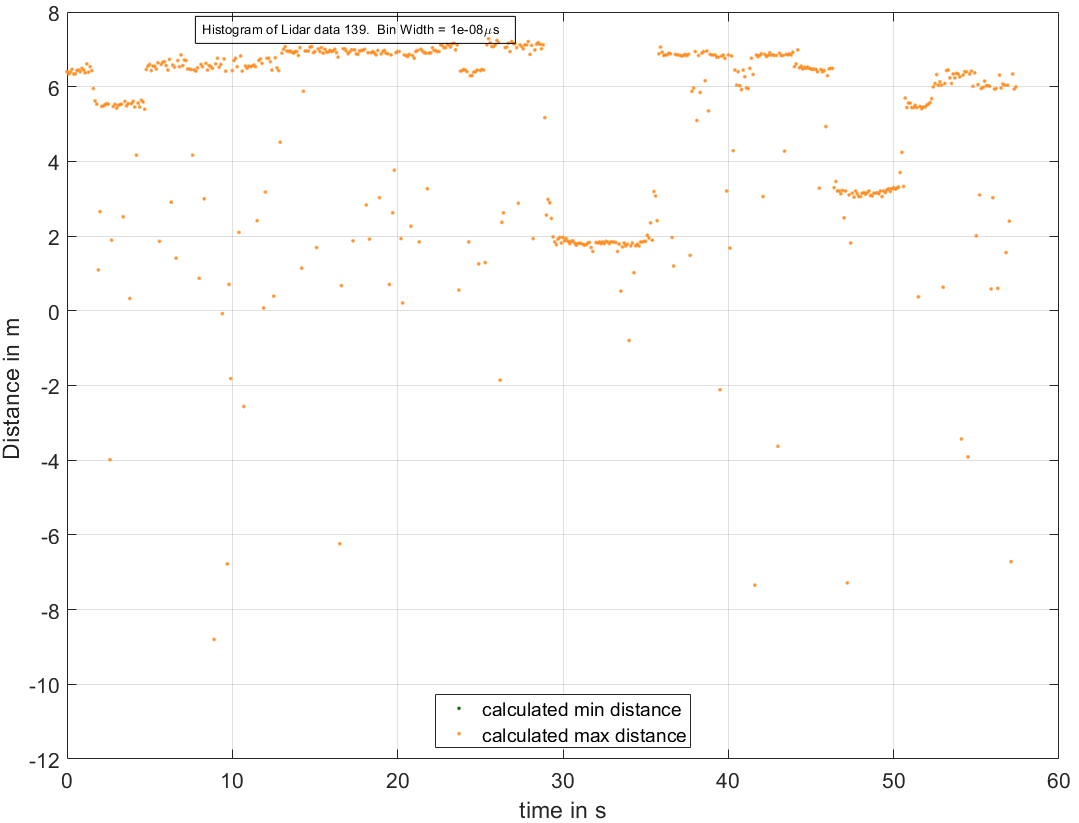 Histogram of Lidar data 139. Bin Width = 1e-08μs
8
6
4
2
0
-2
-4
-6
-8
-10
-12
Distance in m
calculated min distance
calculated max distance
0 10 20 30 40 50 60
time in s